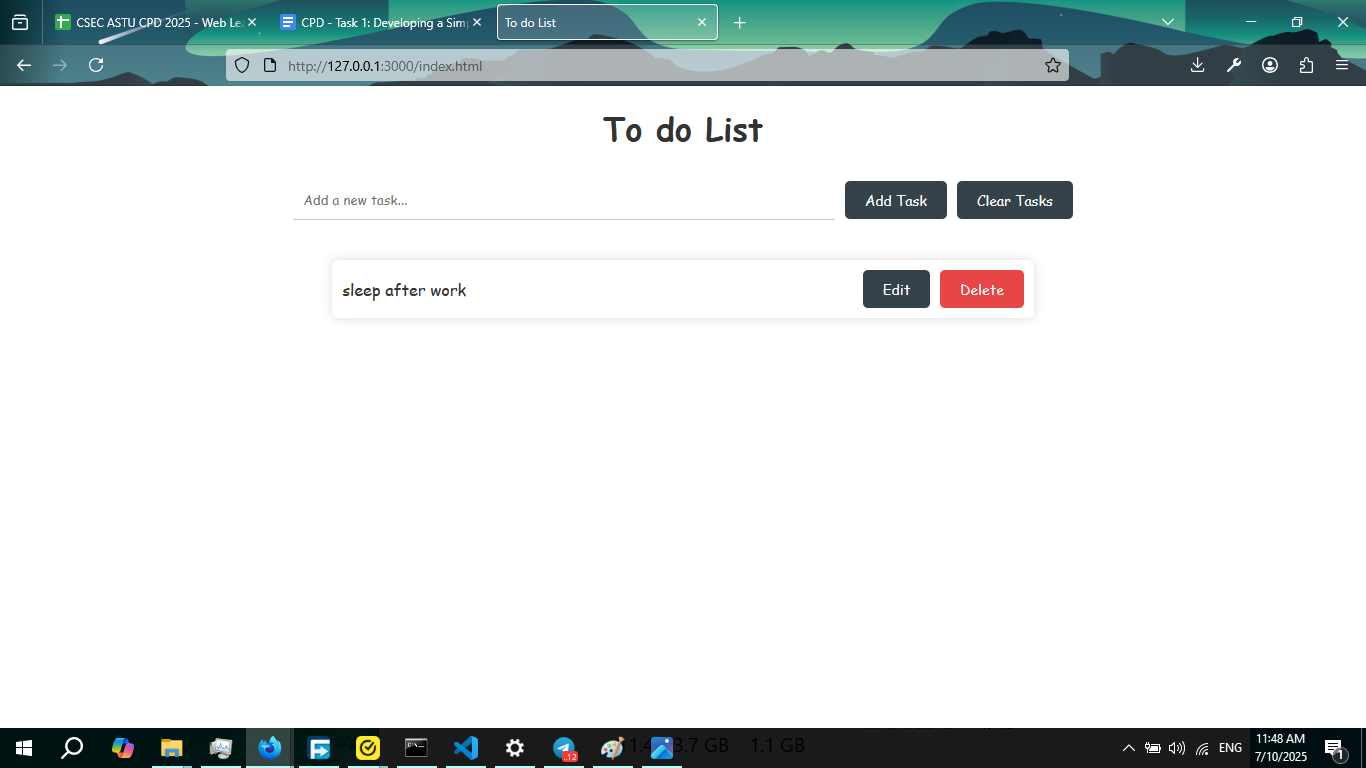 CSEC ASTU CPD 2025 - Web Le
CPD - Task 1: Developing a Sim
To do List
http://127.0.0.1:3000/index.html
To do List
Add a new task...
Add Task
Clear Tasks
sleep after work
Edit
Delete
..12
1.4
3.7 GB
1.1 GB
ENG
11:48 AM
7/10/2025
1